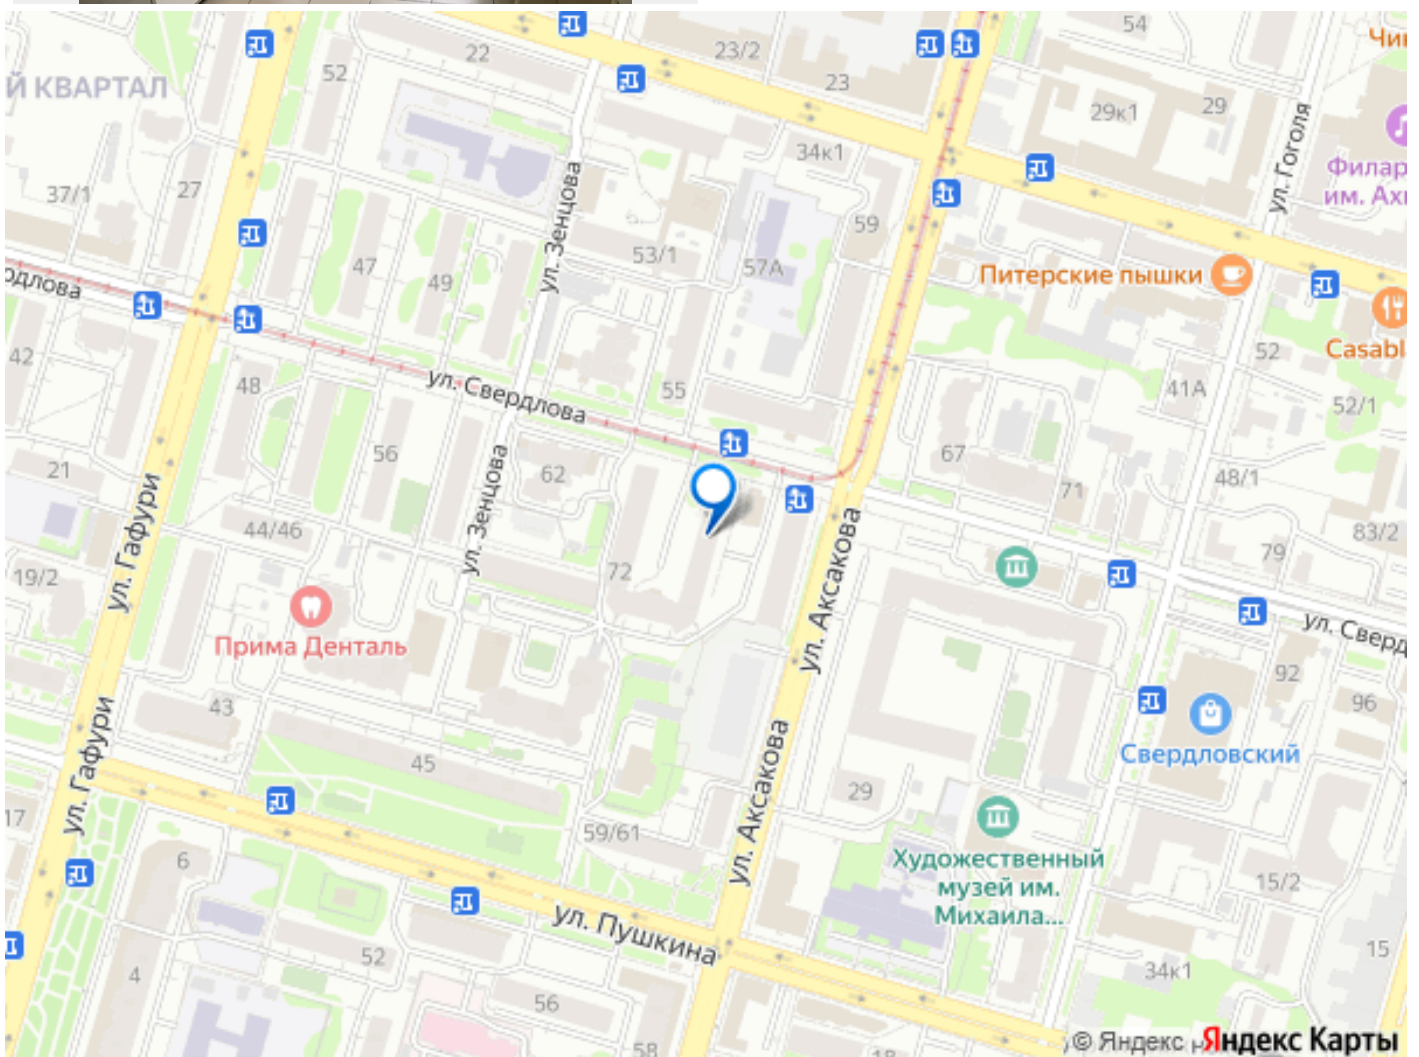 54
Чи
22
23/2
52
23
Й КВАРТАЛ
29к1
29
ул. Гоголя
34к1
Филар
им. Ах
37/1
27
ул. Зенцова
59
53/1
57А
47
49
Питерские пышки
рдлова
42
48
ул. Свердлова
55
52
Casabl
41А
52/1
56
62
67
21
71
48/1
ул. Гафури
44/46
ул. Зенцова
83/2
79
19/2
72
ул. Аксакова
Прима Денталь
ул. Сверд
92
96
43
ул. Гафури
45
ул. Аксакова
Свердловский
29
17
59/61
6
Художественный
музей им.
Михаила...
15/2
ул. Пушкина
52
4
15
34к1
56
58
18
© Яндекс Яндекс Карты